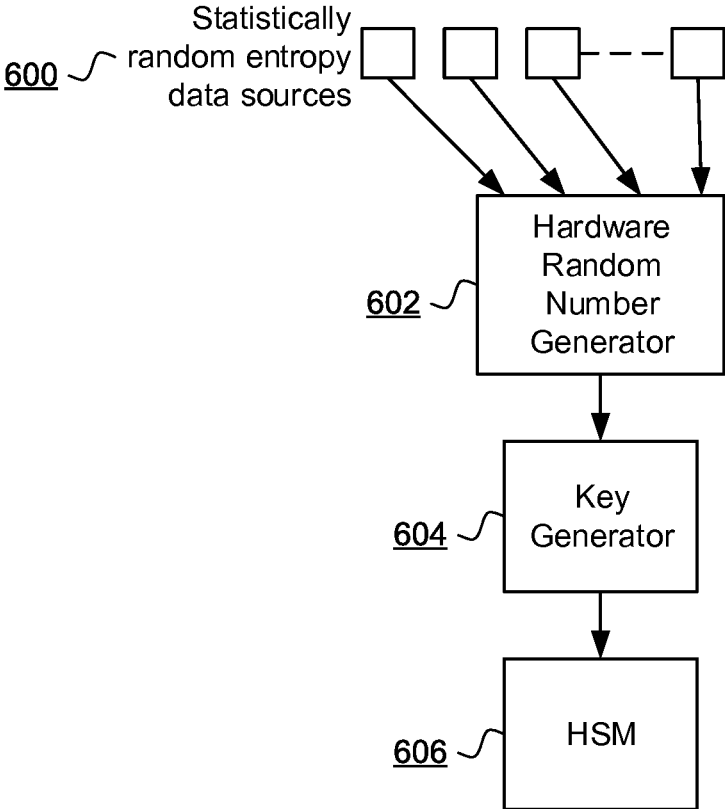 Statistically
random entropy
data sources
600
Hardware
Random
Number
Generator
602
Key
Generator
604
HSM
606